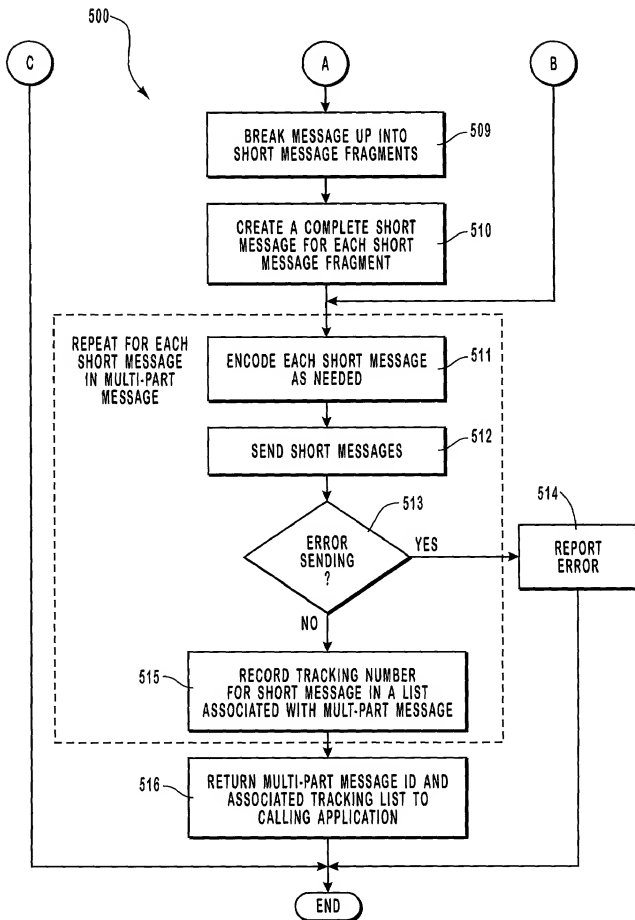 500
C
A
B
BREAK MESSAGE UP INTO
SHORT MESSAGE FRAGMENTS
509
CREATE A COMPLETE SHORT
MESSAGE FOR EACH SHORT
MESSAGE FRAGMENT
510
REPEAT FOR EACH
SHORT MESSAGE
IN MULTI-PART
MESSAGE
ENCODE EACH SHORT MESSAGE
AS NEEDED
511
SEND SHORT MESSAGES
512
513
ERROR
SENDING
?
YES
514
REPORT
ERROR
NO
515
RECORD TRACKING NUMBER
FOR SHORT MESSAGE IN A LIST
ASSOCIATED WITH MULT-PART MESSAGE
516
RETURN MULTI-PART MESSAGE ID AND
ASSOCIATED TRACKING LIST TO
CALLING APPLICATION
END